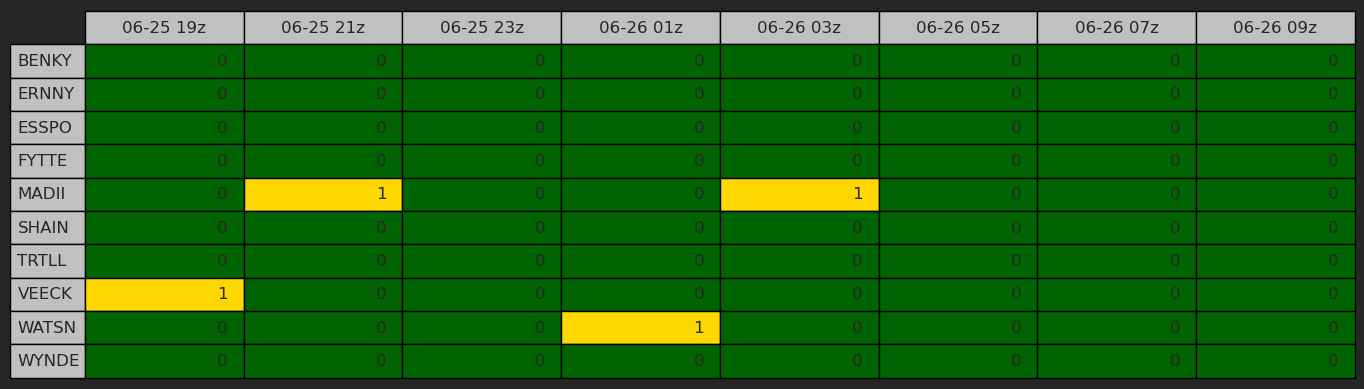 06-25 19z 06-25 21z 06-25 23z 06-26 01z 06-26 03z 06-26 05z 06-26 07z 06-26 09z
BENKY 0 0 0 0 0 0 0 0
ERNNY 0 0 0 0 0 0 0 0
ESSPO 0 0 0 0 0 0 0 0
FYTTE 0 0 0 0 0 0 0 0
MADII 0 1 0 0 1 0 0 0
SHAIN 0 0 0 0 0 0 0 0
TRTLL 0 0 0 0 0 0 0 0
VEECK 1 0 0 0 0 0 0 0
WATSN 0 0 0 1 0 0 0 0
WYNDE 0 0 0 0 0 0 0 0